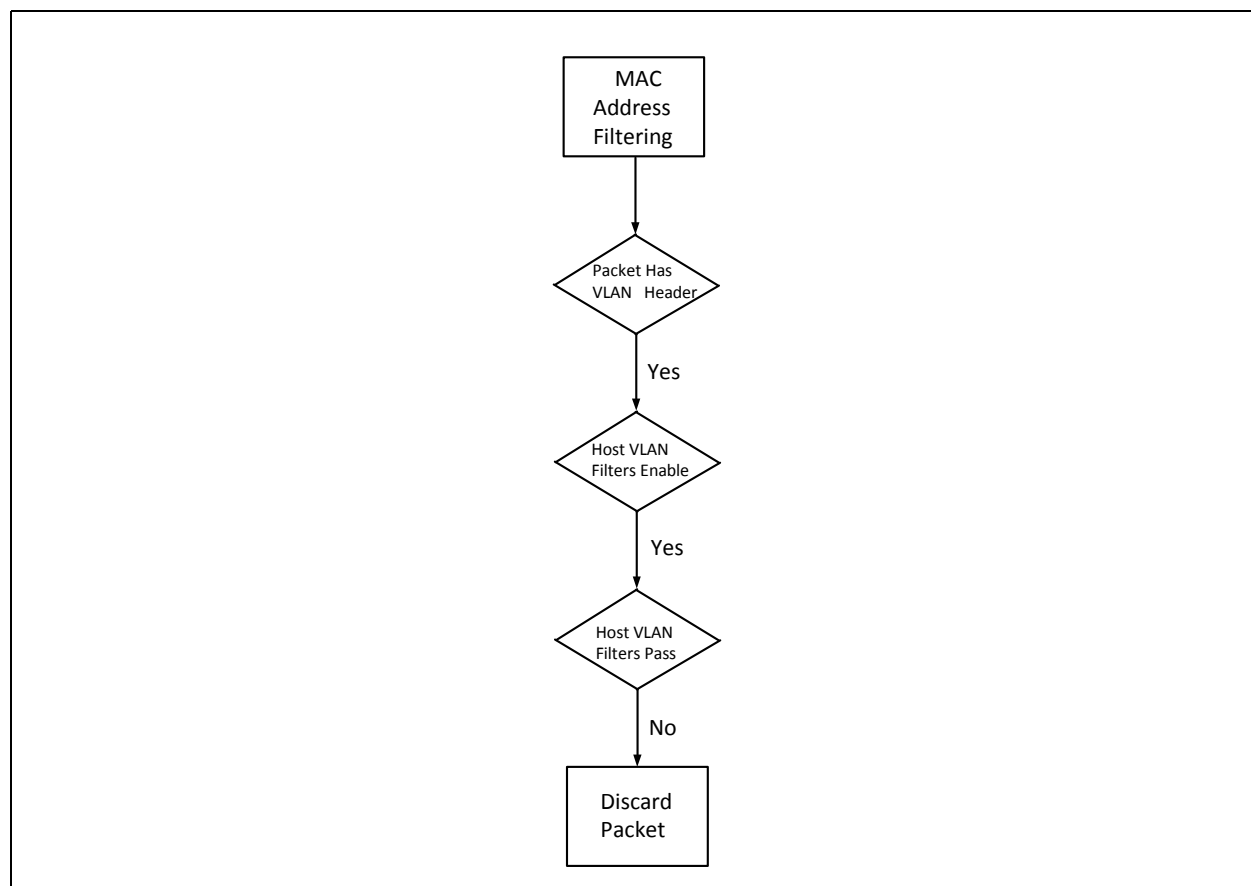 MAC
Address
Filtering
Packet Has
VLAN Header
Yes
Host VLAN
Filters Enable
Yes
Host VLAN
Filters Pass
No
Discard
Packet